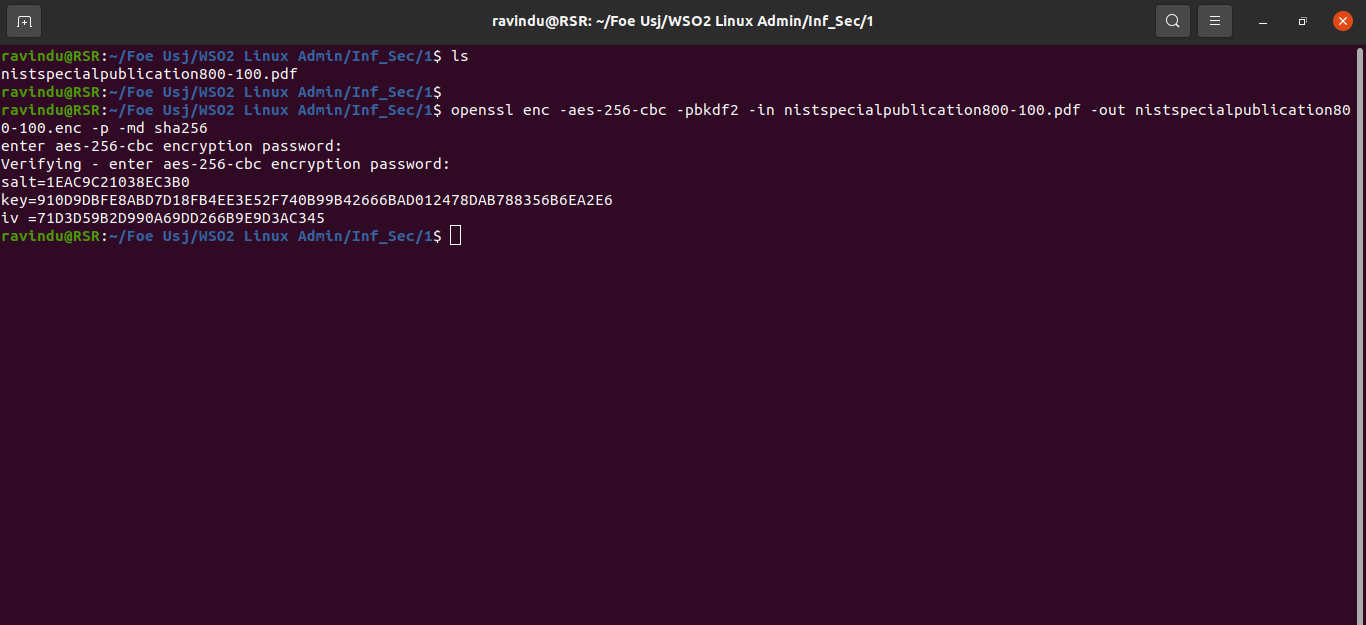 ravindu@RSR: ~/Foe Usj/WSO2 Linux Admin/Inf_Sec/1
ravindu@RSR:~/Foe Usj/WSO2 Linux Admin/Inf_Sec/1$ ls
nistspecialpublication800-100.pdf
ravindu@RSR:~/Foe Usj/WSO2 Linux Admin/Inf_Sec/1$
ravindu@RSR:~/Foe Usj/WSO2 Linux Admin/Inf_Sec/1$ openssl enc -aes-256-cbc -pbkdf2 -in nistspecialpublication800-100.pdf -out nistspecialpublication80
0-100.enc -p -md sha256
enter aes-256-cbc encryption password:
Verifying - enter aes-256-cbc encryption password:
salt=1EAC9C21038EC3B0
key=910D9DBFE8ABD7D18FB4EE3E52F740B99B42666BAD012478DAB788356B6EA2E6
iv =71D3D59B2D990A69DD266B9E9D3AC345
ravindu@RSR:~/Foe Usj/WSO2 Linux Admin/Inf_Sec/1$